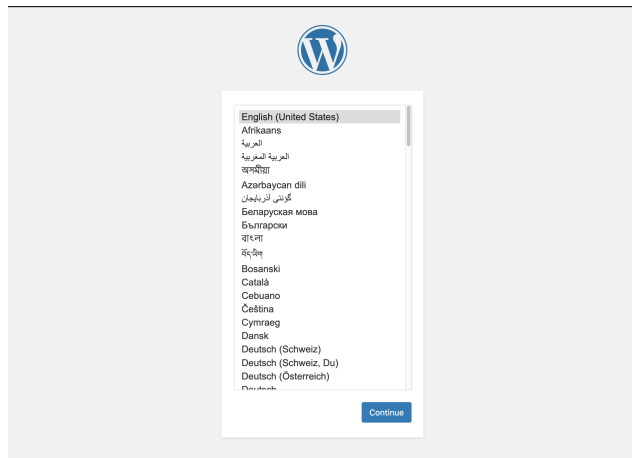 English (United States)
Afrikaans
العربية
العربية المغربية
অসমীয়া
Azərbaycan dili
گؤنئی آذربایجان
Беларуская мова
Български
বাংলা
བོད་ཡིག
Bosanski
Català
Cebuano
Čeština
Cymraeg
Dansk
Deutsch (Schweiz)
Deutsch (Schweiz, Du)
Deutsch (Österreich)
Deutsch
Continue